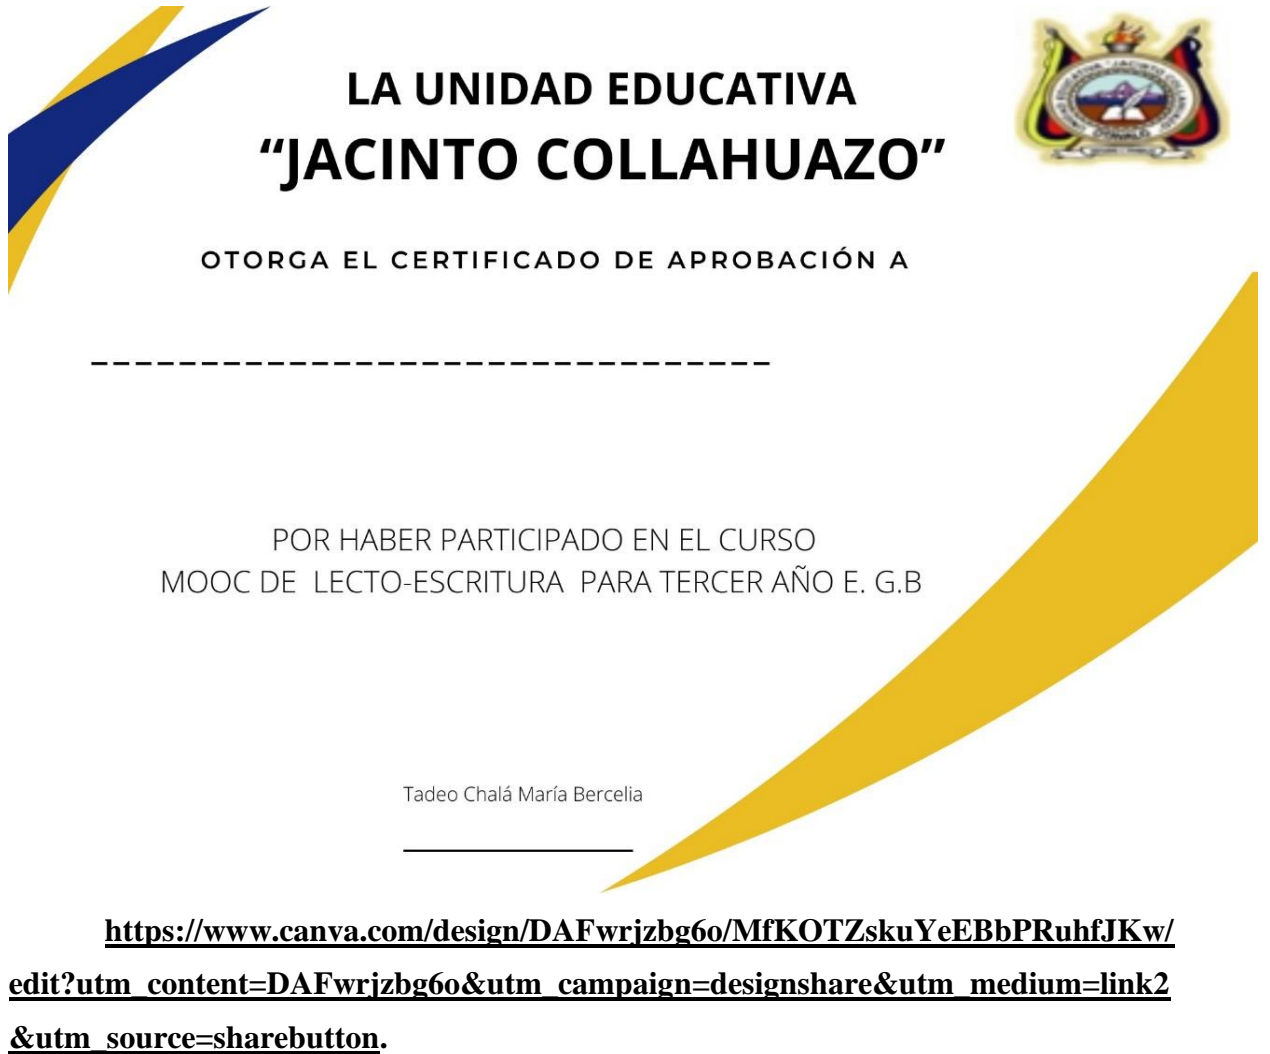 LA UNIDAD EDUCATIVA
“JACINTO COLLAHUAZO”
OTORGA EL CERTIFICADO DE APROBACIÓN A
_______________________________
POR HABER PARTICIPADO EN EL CURSO
MOOC DE LECTO-ESCRITURA PARA TERCER AÑO E. G.B
Tadeo Chalá María Bercelia
https://www.canva.com/design/DAFwrjzbg6o/MfKOTZskuYeEBbPRuhfJKw/
edit?utm_content=DAFwrjzbg6o&utm_campaign=designshare&utm_medium=link2
&utm_source=sharebutton.